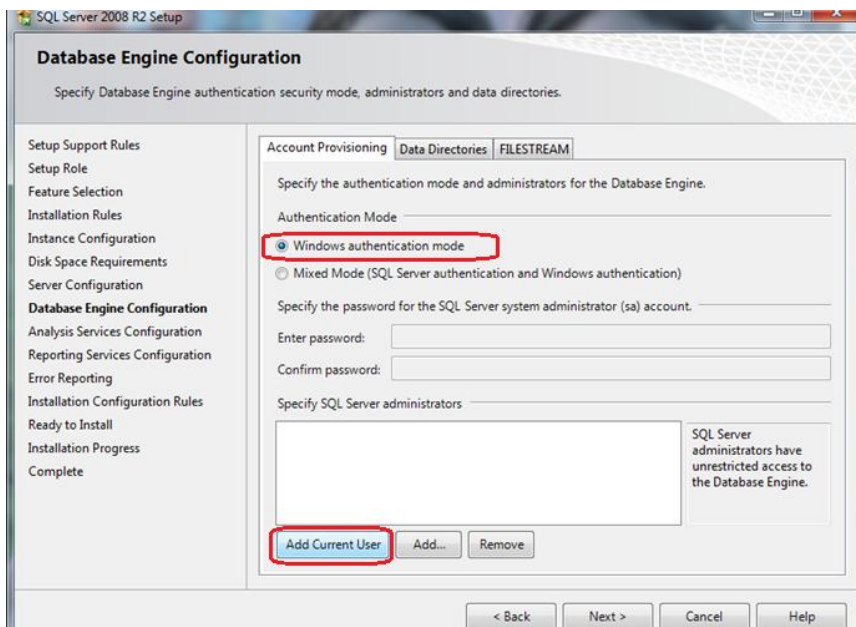 SQL Server 2008 R2 Setup
Database Engine Configuration
Specify Database Engine authentication security mode, administrators and data directories.
Setup Support Rules
Setup Role
Feature Selection
Installation Rules
Instance Configuration
Disk Space Requirements
Server Configuration
Database Engine Configuration
Analysis Services Configuration
Reporting Services Configuration
Error Reporting
Installation Configuration Rules
Ready to Install
Installation Progress
Complete
Account Provisioning Data Directories FILESTREAM
Specify the authentication mode and administrators for the Database Engine.
Authentication Mode
Windows authentication mode
Mixed Mode (SQL Server authentication and Windows authentication)
Specify the password for the SQL Server system administrator (sa) account.
Enter password:
Confirm password:
Specify SQL Server administrators
SQL Server
administrators have
unrestricted access to
the Database Engine.
Add Current User Add... Remove
< Back Next > Cancel Help